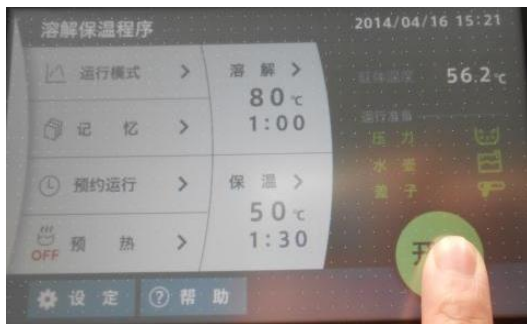 溶解保温程序
2014/04/16 15:21
运行模式 >
记忆 >
预约运行 >
OFF 预热 >
溶解 >
80℃
1:00
保温 >
50℃
1:30
56.2℃
运行准备
压力
水
盖子
开
设定
? 帮助